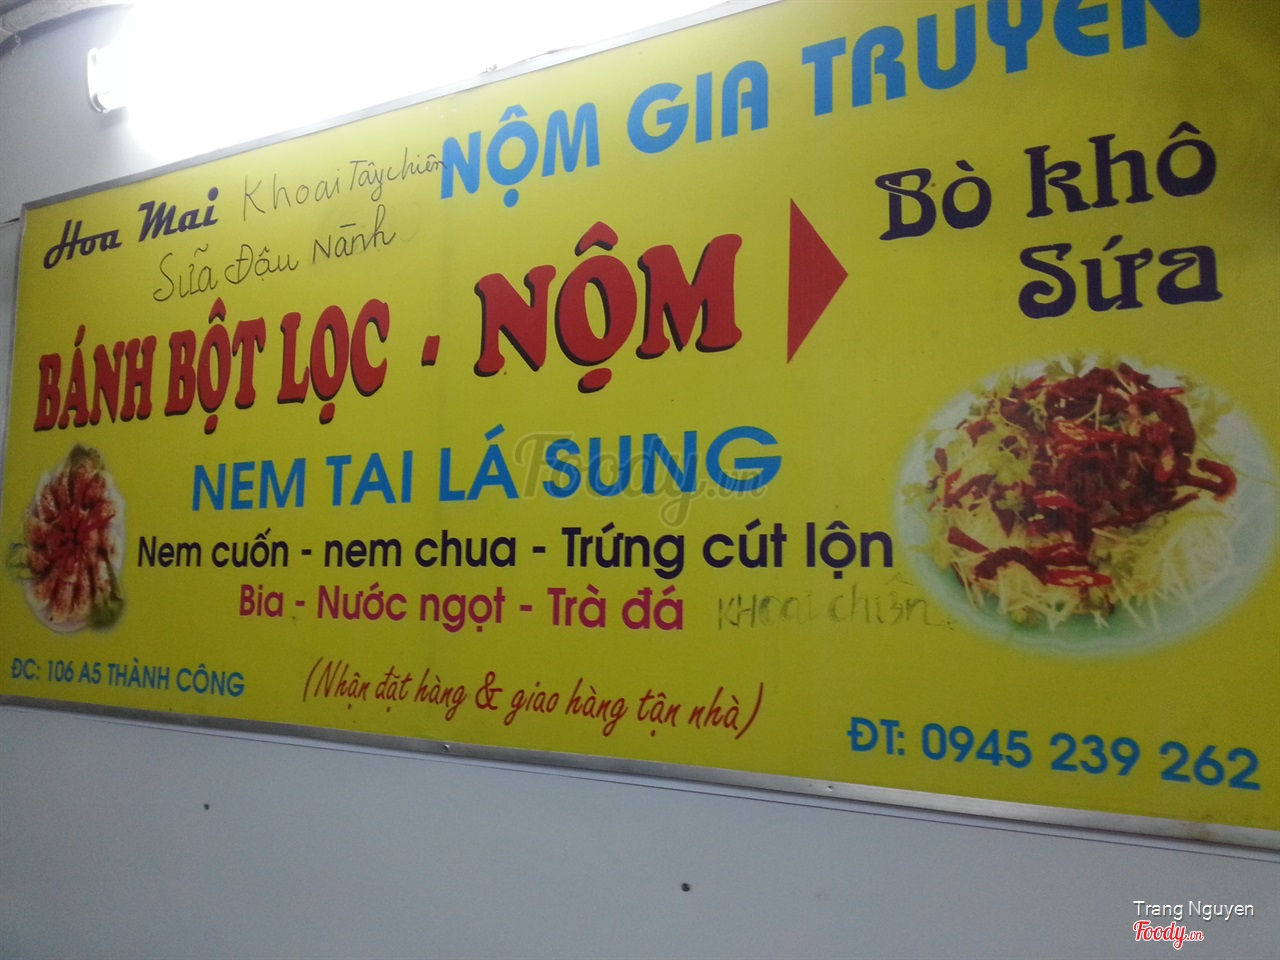 NỘM GIA TRUYỀN
Hoa Mai Khoai Tây chiên
Sữa Đậu Nành
Bò khô
Sứa
BÁNH BỘT LỌC - NỘM
NEM TAI LÁ SUNG
Nem cuốn - nem chua - Trứng cút lộn
Bia - Nước ngọt - Trà đá KHoai chiên
ĐC: 106 A5 THÀNH CÔNG
(Nhận đặt hàng & giao hàng tận nhà)
ĐT: 0945 239 262
Foody.vn
Trang Nguyen
Foody.vn